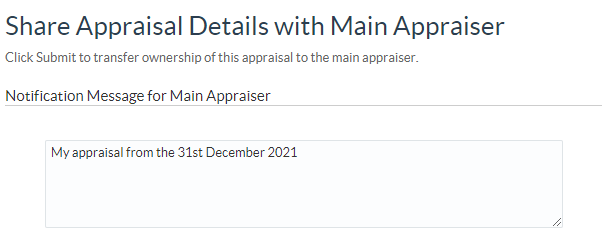 Share Appraisal Details with Main Appraiser
Click Submit to transfer ownership of this appraisal to the main appraiser.
Notification Message for Main Appraiser
My appraisal from the 31st December 2021